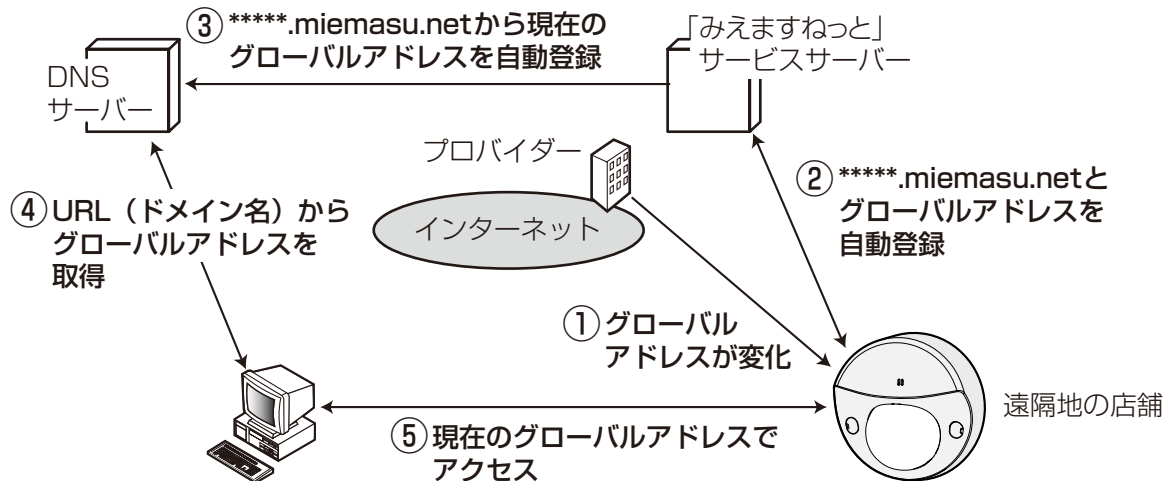 ③*****.miemasu.netから現在の
グローバルアドレスを自動登録
「みえますねっと」
サービスサーバー
DNS
サーバー
プロバイダー
インターネット
②*****.miemasu.netと
グローバルアドレスを
自動登録
④URL（ドメイン名）から
グローバルアドレスを
取得
①グローバル
アドレスが変化
遠隔地の店舗
⑤現在のグローバルアドレスで
アクセス